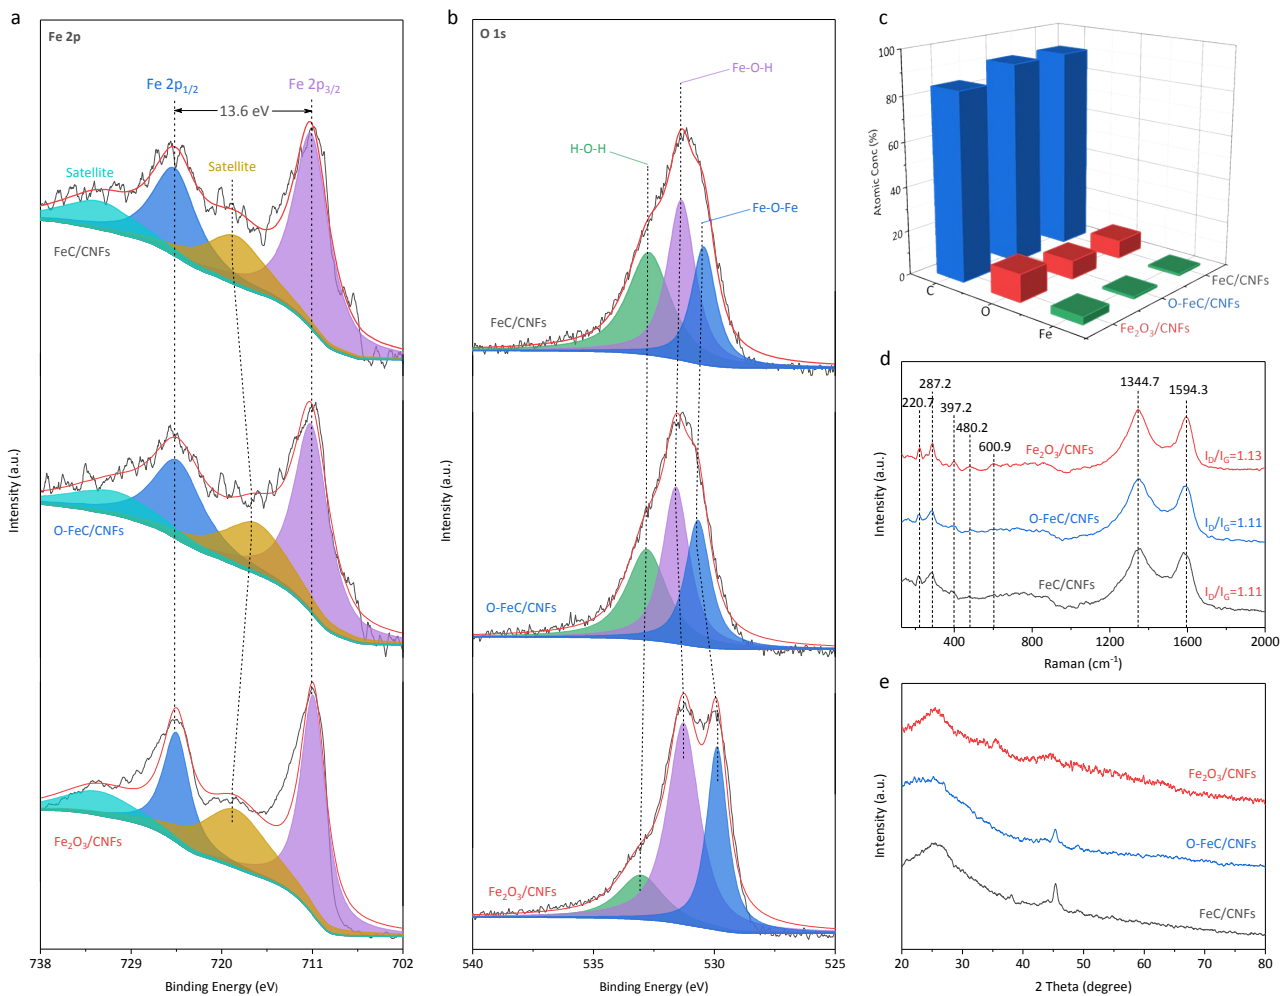 a
Fe 2p
Fe 2p1/2
Fe 2p3/2
13.6 eV
Satellite
Satellite
FeC/CNFs
O-FeC/CNFs
Fe2O3/CNFs
Intensity (a.u.)
738
729
720
711
702
Binding Energy (eV)
b
O 1s
Fe-O-H
H-O-H
Fe-O-Fe
FeC/CNFs
O-FeC/CNFs
Fe2O3/CNFs
Intensity (a.u.)
540
535
530
525
Binding Energy (eV)
c
Atomic Conc (%)
100
80
60
40
20
0
C
O
Fe
FeC/CNFs
O-FeC/CNFs
Fe2O3/CNFs
d
220.7
287.2
397.2
480.2
600.9
1344.7
1594.3
Fe2O3/CNFs
ID/IG=1.13
O-FeC/CNFs
ID/IG=1.11
FeC/CNFs
ID/IG=1.11
Intensity (a.u.)
400
800
1200
1600
2000
Raman (cm-1)
e
Fe2O3/CNFs
O-FeC/CNFs
FeC/CNFs
Intensity (a.u.)
20
30
40
50
60
70
80
2 Theta (degree)